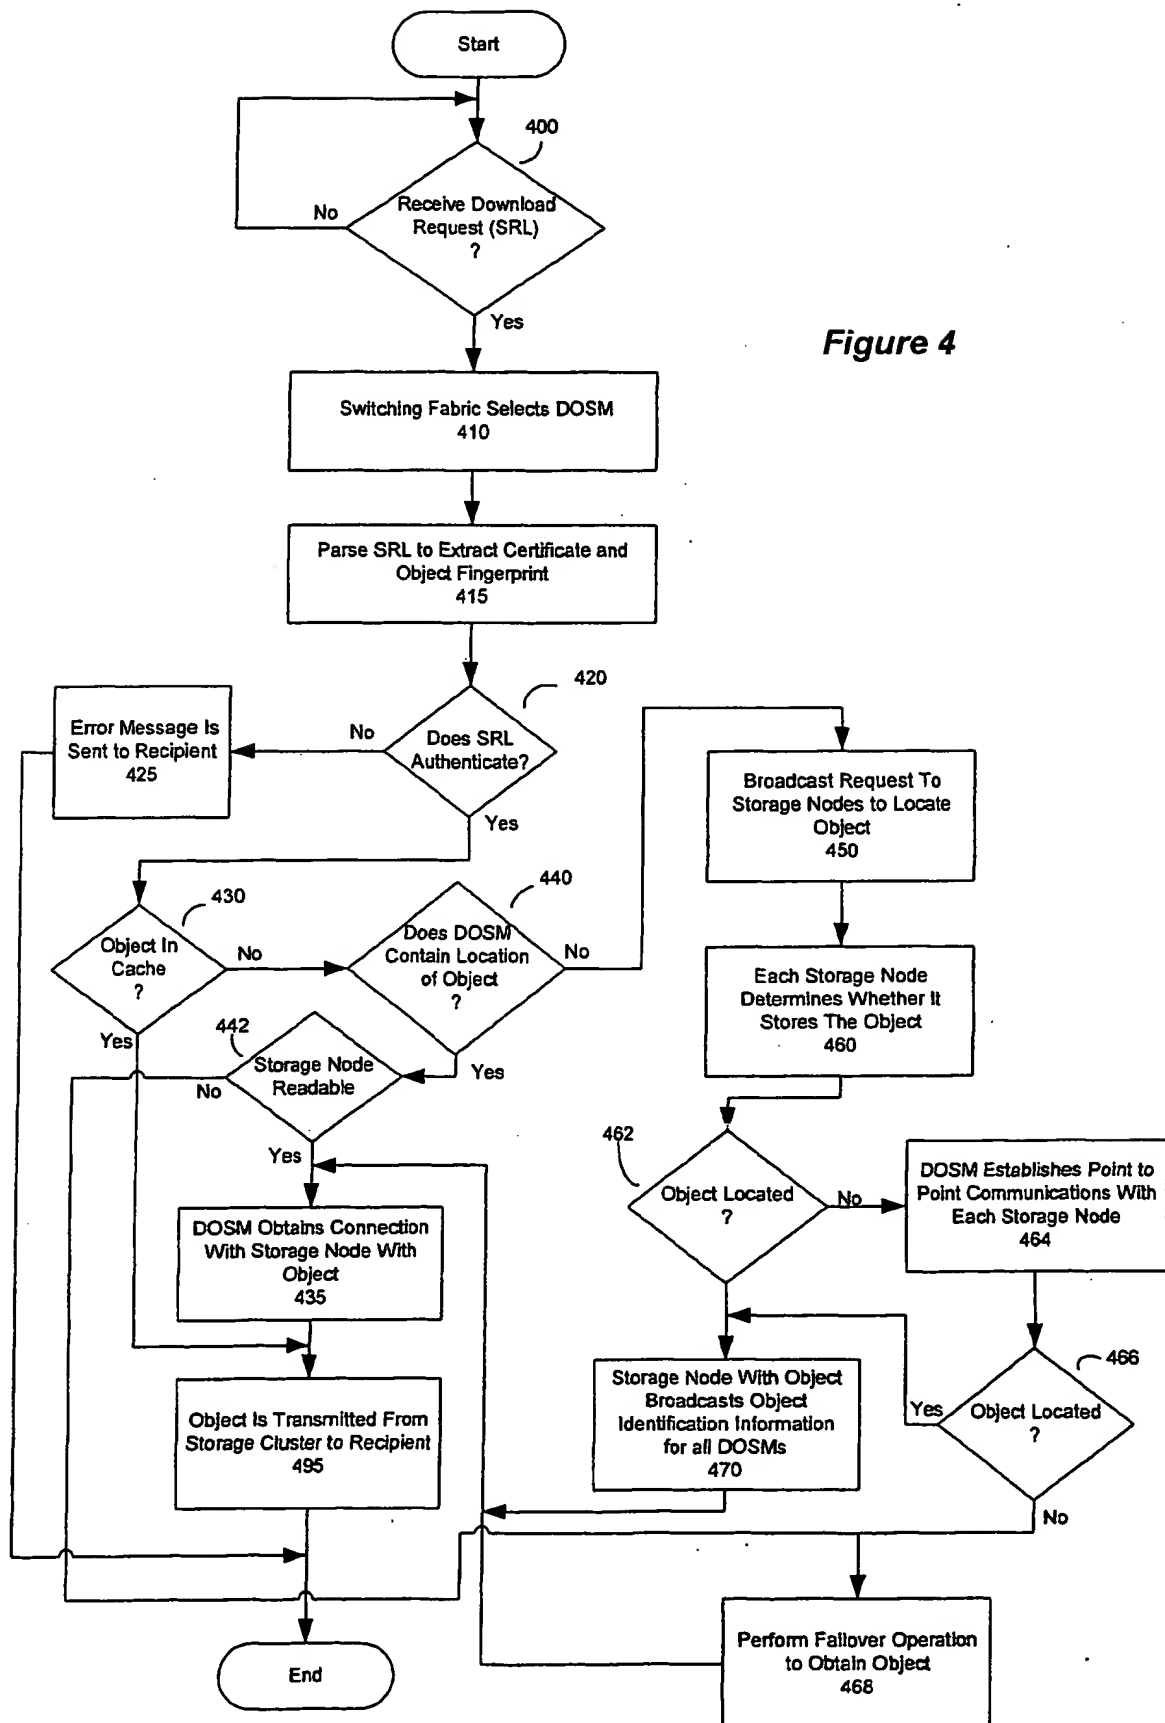 Start
400
Receive Download
Request (SRL)
?
No
Yes
Figure 4
Switching Fabric Selects DOSM
410
Parse SRL to Extract Certificate and
Object Fingerprint
415
420
Does SRL
Authenticate?
No
Yes
Error Message Is
Sent to Recipient
425
430
Object In
Cache
?
No
Yes
440
Does DOSM
Contain Location
of Object
?
No
Yes
Broadcast Request To
Storage Nodes to Locate
Object
450
Each Storage Node
Determines Whether It
Stores The Object
460
442
Storage Node
Readable
No
Yes
462
Object Located
?
No
DOSM Establishes Point to
Point Communications With
Each Storage Node
464
DOSM Obtains Connection
With Storage Node With
Object
435
466
Object Located
?
Yes
No
Storage Node With Object
Broadcasts Object
Identification Information
for all DOSMs
470
Object Is Transmitted From
Storage Cluster to Recipient
495
Perform Failover Operation
to Obtain Object
468
End